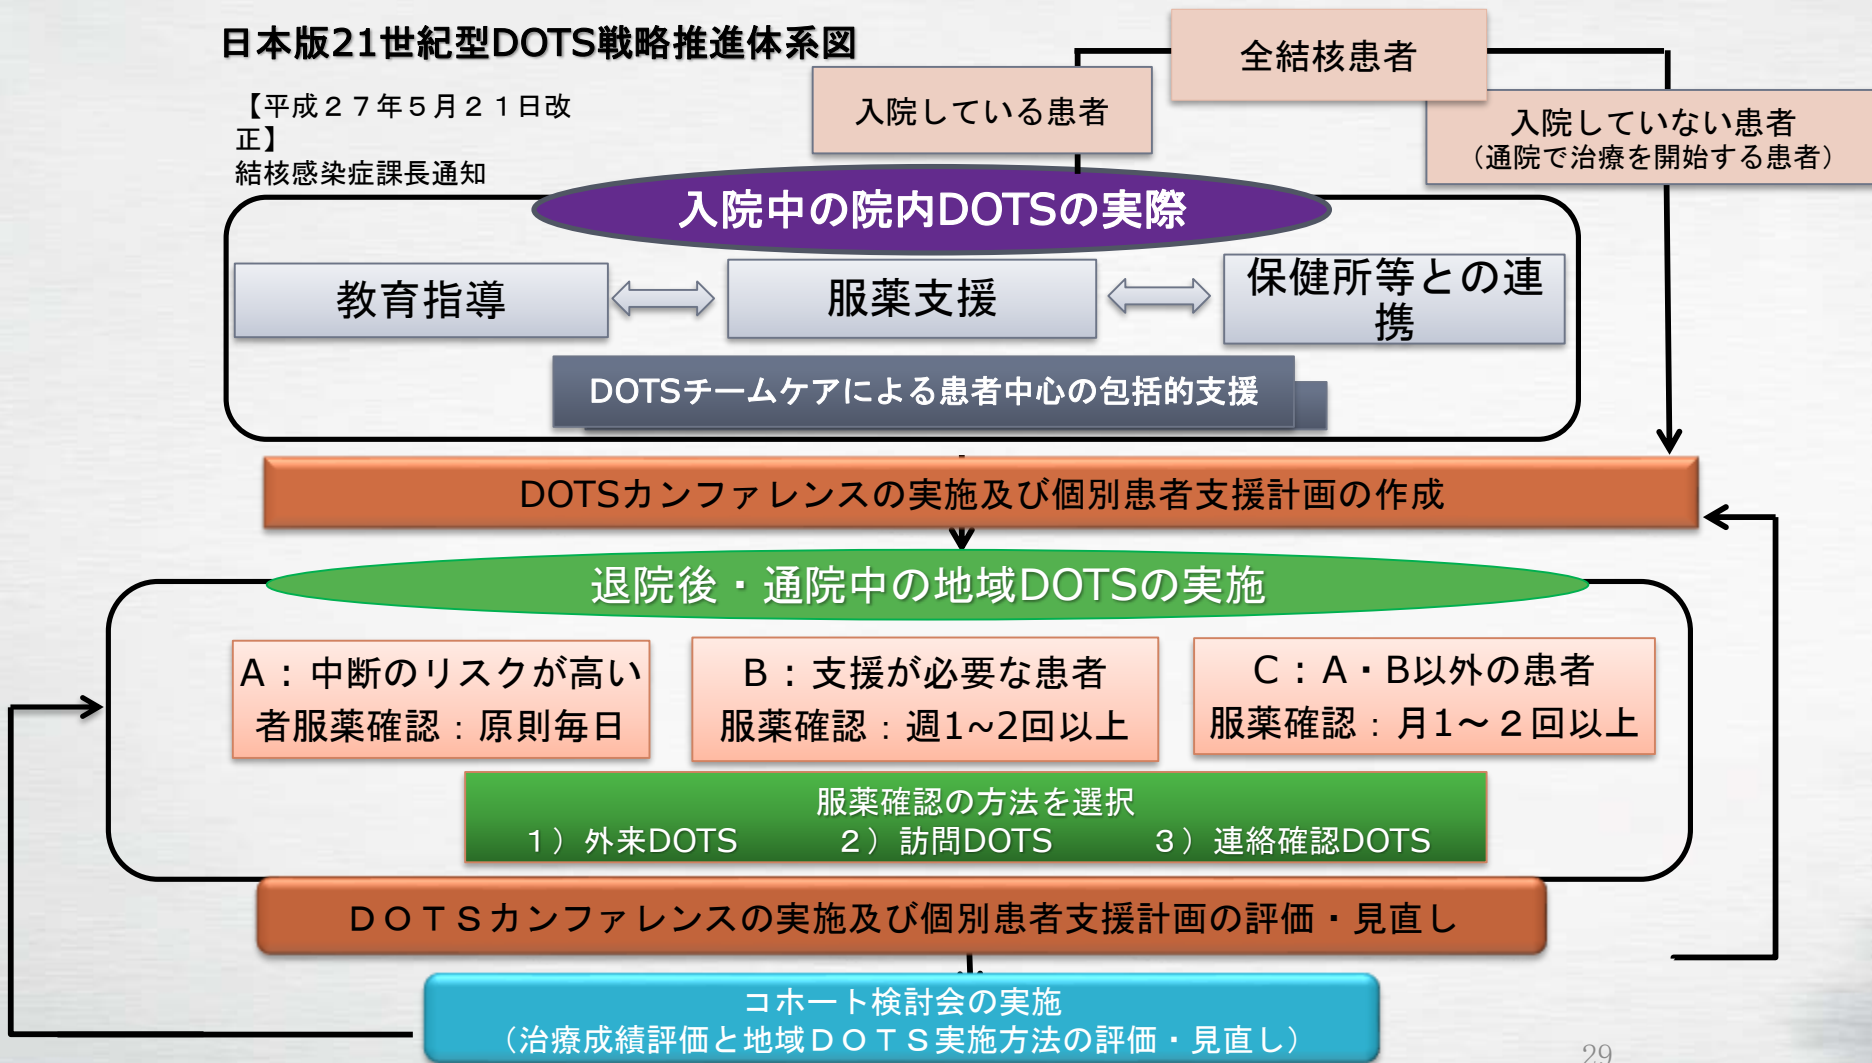 日本版21世紀型DOTS戦略推進体系図
【平成２７年５月２１日改
正】
結核感染症課長通知
全結核患者
入院している患者
入院していない患者
（通院で治療を開始する患者）
入院中の院内DOTSの実際
教育指導
服薬支援
保健所等との連
携
DOTSチームケアによる患者中心の包括的支援
DOTSカンファレンスの実施及び個別患者支援計画の作成
退院後・通院中の地域DOTSの実施
A：中断のリスクが高い
者服薬確認：原則毎日
B：支援が必要な患者
服薬確認：週1~2回以上
C：A・B以外の患者
服薬確認：月1～２回以上
服薬確認の方法を選択
１）外来DOTS　２）訪問DOTS　３）連絡確認DOTS
ＤＯＴＳカンファレンスの実施及び個別患者支援計画の評価・見直し
コホート検討会の実施
（治療成績評価と地域ＤＯＴＳ実施方法の評価・見直し）
29